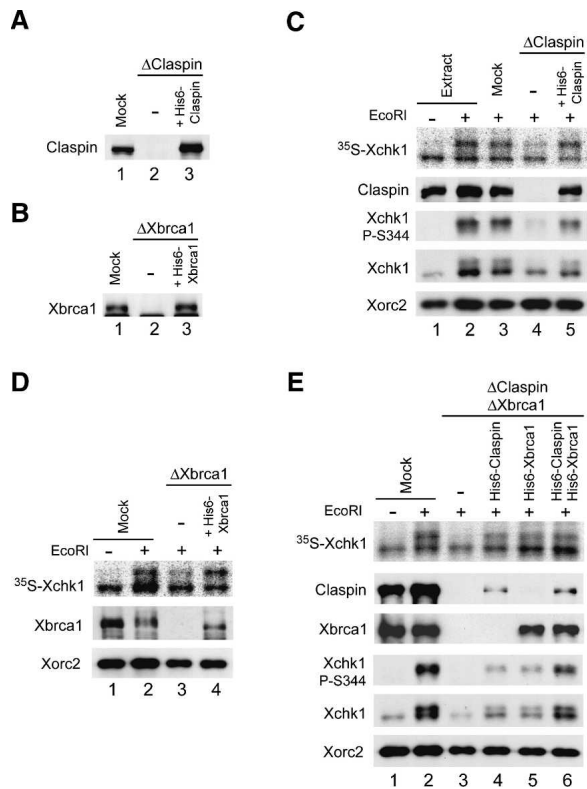 A
ΔClaspin
Mock
–
+ His6-
Claspin
Claspin
1 2 3
B
ΔXbrca1
Mock
–
+ His6-
Xbrca1
Xbrca1
1 2 3
C
ΔClaspin
Extract
Mock
–
+ His6-
Claspin
EcoRI – + + + +
35S-Xchk1
Claspin
Xchk1
P-S344
Xchk1
Xorc2
1 2 3 4 5
D
ΔXbrca1
Mock
–
+ His6-
Xbrca1
EcoRI – + + +
35S-Xchk1
Xbrca1
Xorc2
1 2 3 4
E
ΔClaspin
ΔXbrca1
Mock
–
His6-Claspin
His6-Xbrca1
His6-Claspin
His6-Xbrca1
EcoRI – + + + + +
35S-Xchk1
Claspin
Xbrca1
Xchk1
P-S344
Xchk1
Xorc2
1 2 3 4 5 6